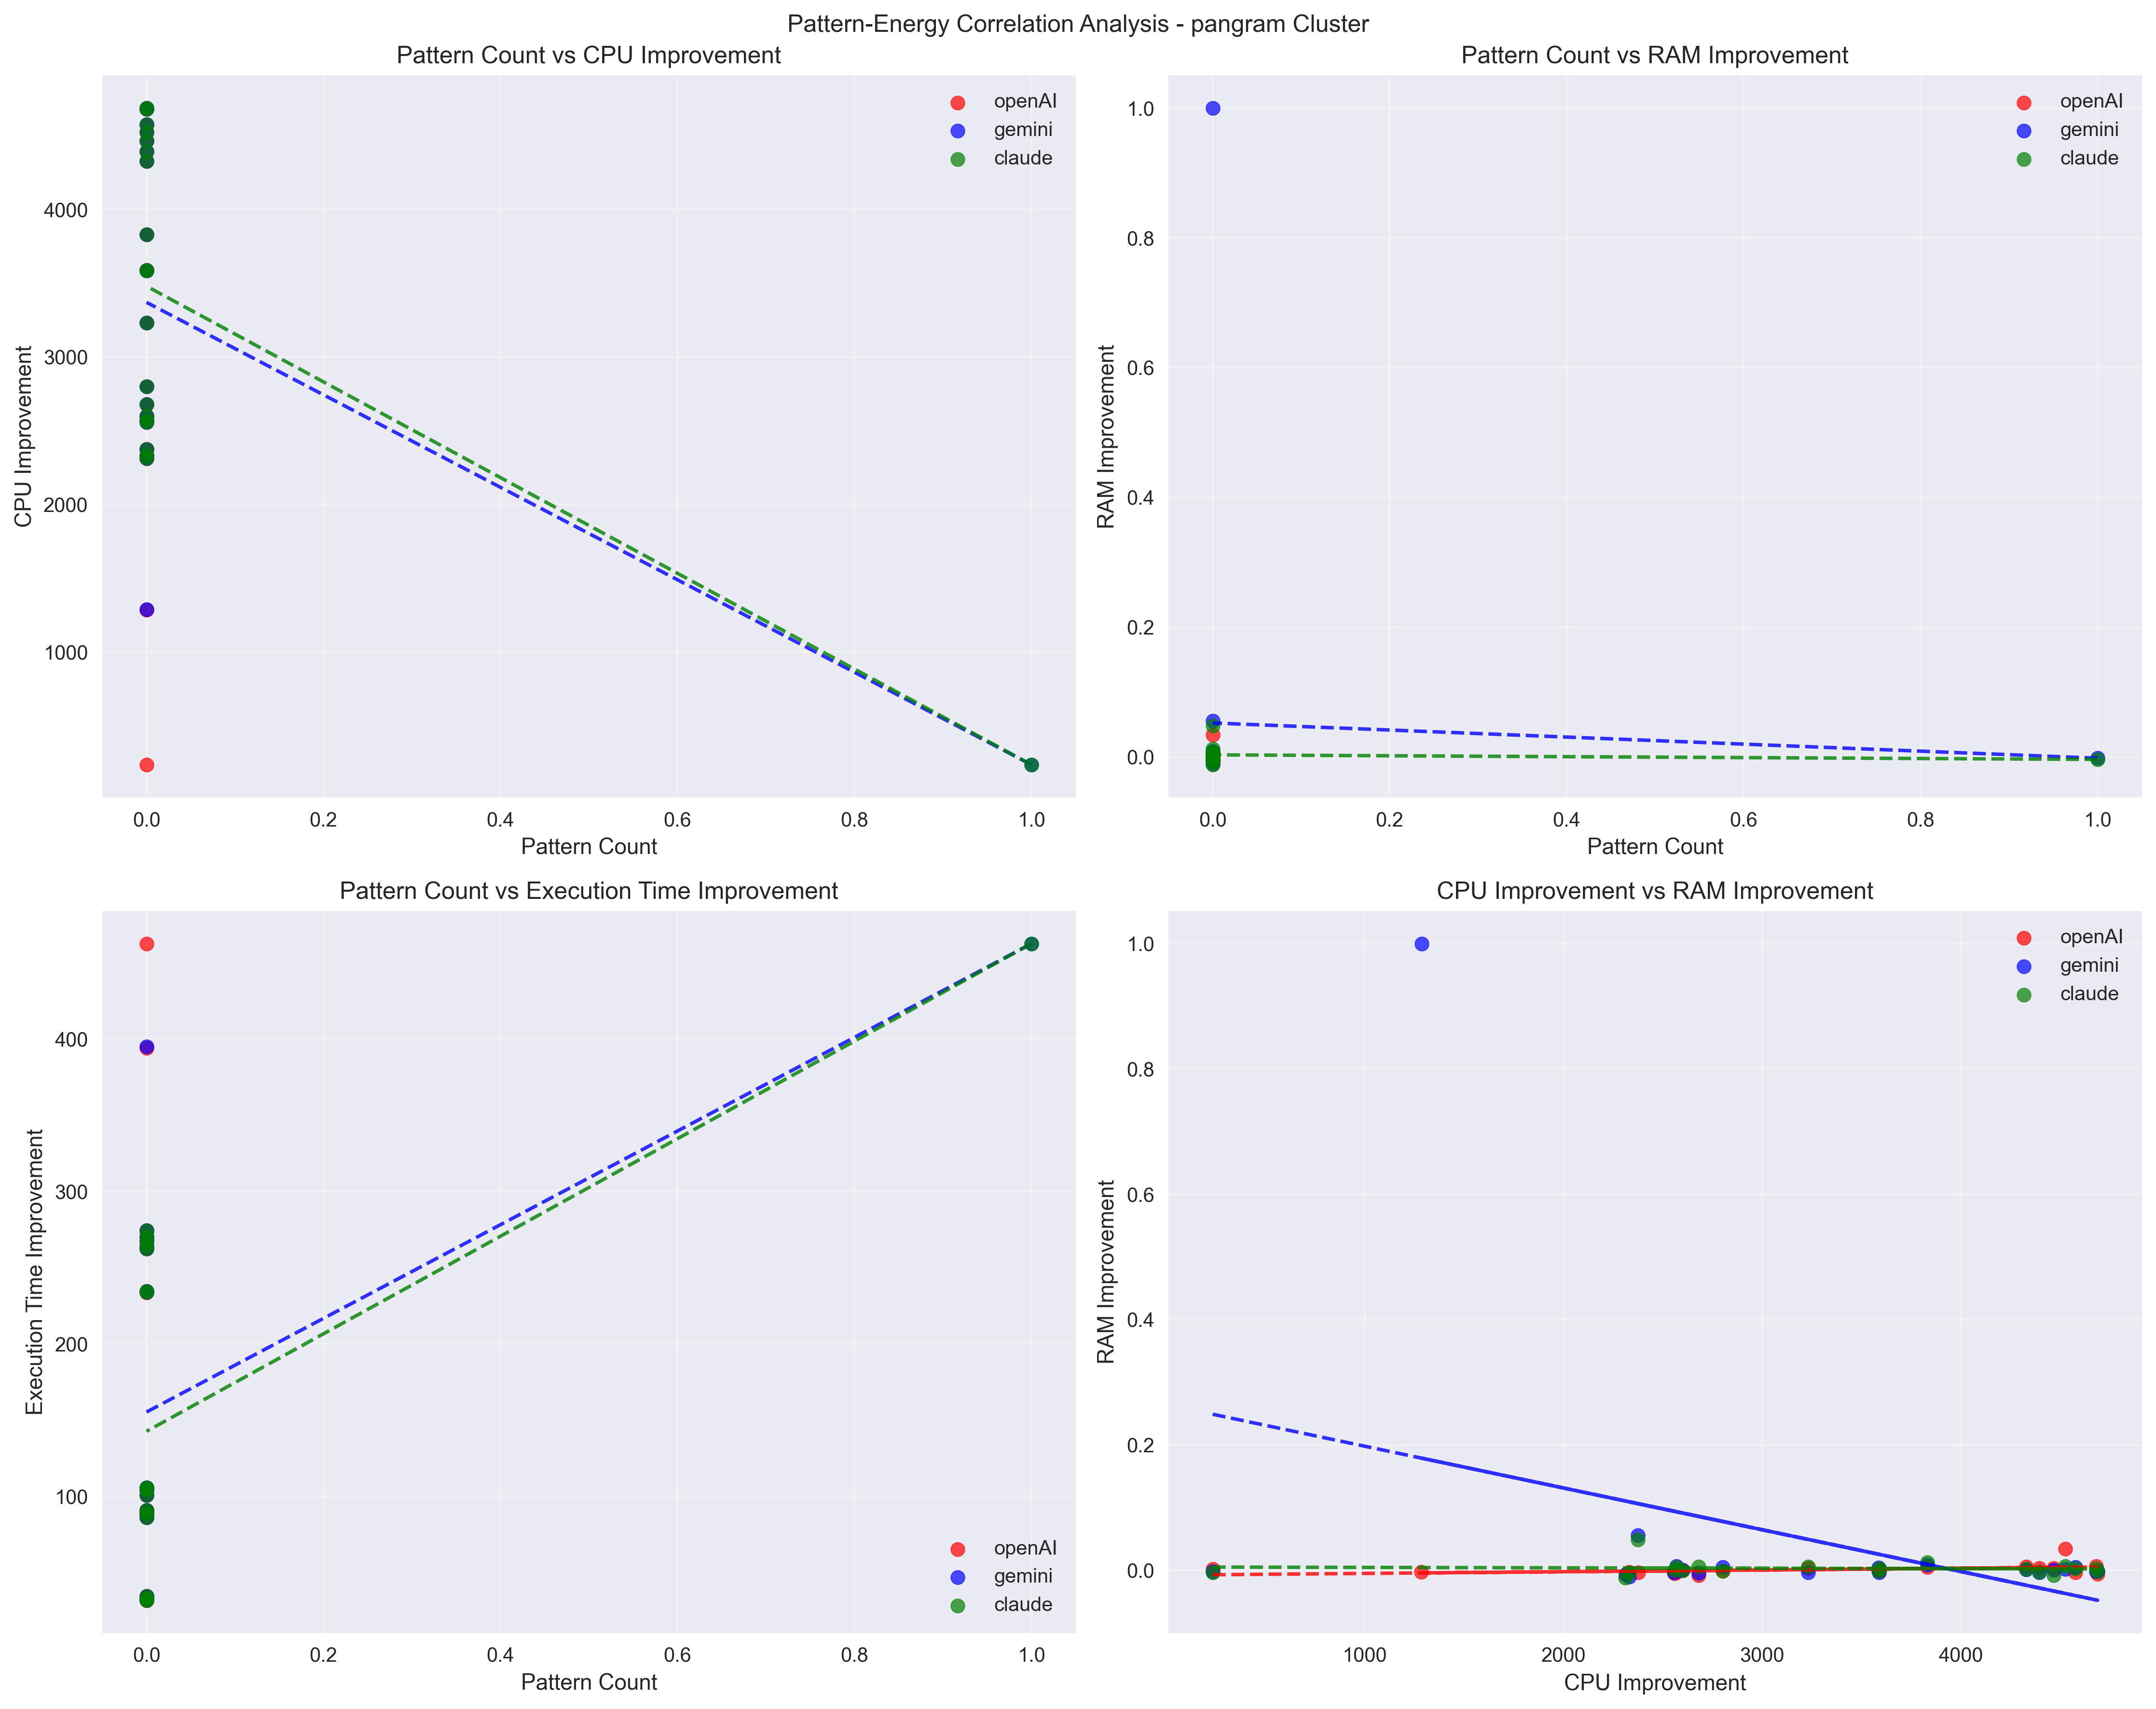 Pattern-Energy Correlation Analysis - pangram Cluster
Pattern Count vs CPU Improvement
CPU Improvement
4000
3000
2000
1000
0.0 0.2 0.4 0.6 0.8 1.0
Pattern Count
openAI
gemini
claude
Pattern Count vs RAM Improvement
RAM Improvement
1.0
0.8
0.6
0.4
0.2
0.0
0.0 0.2 0.4 0.6 0.8 1.0
Pattern Count
openAI
gemini
claude
Pattern Count vs Execution Time Improvement
Execution Time Improvement
400
300
200
100
0.0 0.2 0.4 0.6 0.8 1.0
Pattern Count
openAI
gemini
claude
CPU Improvement vs RAM Improvement
RAM Improvement
1.0
0.8
0.6
0.4
0.2
0.0
1000 2000 3000 4000
CPU Improvement
openAI
gemini
claude